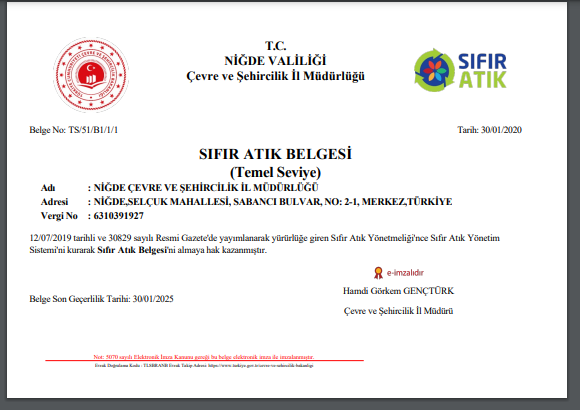 T.C.
NİĞDE VALİLİĞİ
Çevre ve Şehircilik İl Müdürlüğü
SIFIR
ATIK
Belge No: TS/51/B1/1/1
Tarih: 30/01/2020
SIFIR ATIK BELGESİ
(Temel Seviye)
Adı : NİĞDE ÇEVRE VE ŞEHİRCİLİK İL MÜDÜRLÜĞÜ
Adresi : NİĞDE,SELÇUK MAHALLESİ, SABANCI BULVAR, NO: 2-1, MERKEZ,TÜRKİYE
Vergi No : 6310391927
12/07/2019 tarihli ve 30829 sayılı Resmi Gazete'de yayımlanarak yürürlüğe giren Sıfır Atık Yönetmeliği'nce Sıfır Atık Yönetim
Sistemi'ni kurarak Sıfır Atık Belgesi'ni almaya hak kazanmıştır.
e-imzalıdır
Hamdi Görkem GENÇTÜRK
Belge Son Geçerlilik Tarihi: 30/01/2025
Çevre ve Şehircilik İl Müdürü
Not: 5070 sayılı Elektronik İmza Kanunu gereği bu belge elektronik imza ile imzalanmıştır.
Evrak Doğrulama Kodu : Evrak Takip Adresi: https://www.turkiye.gov.tr/cevre-ve-sehircilik-bakanligi